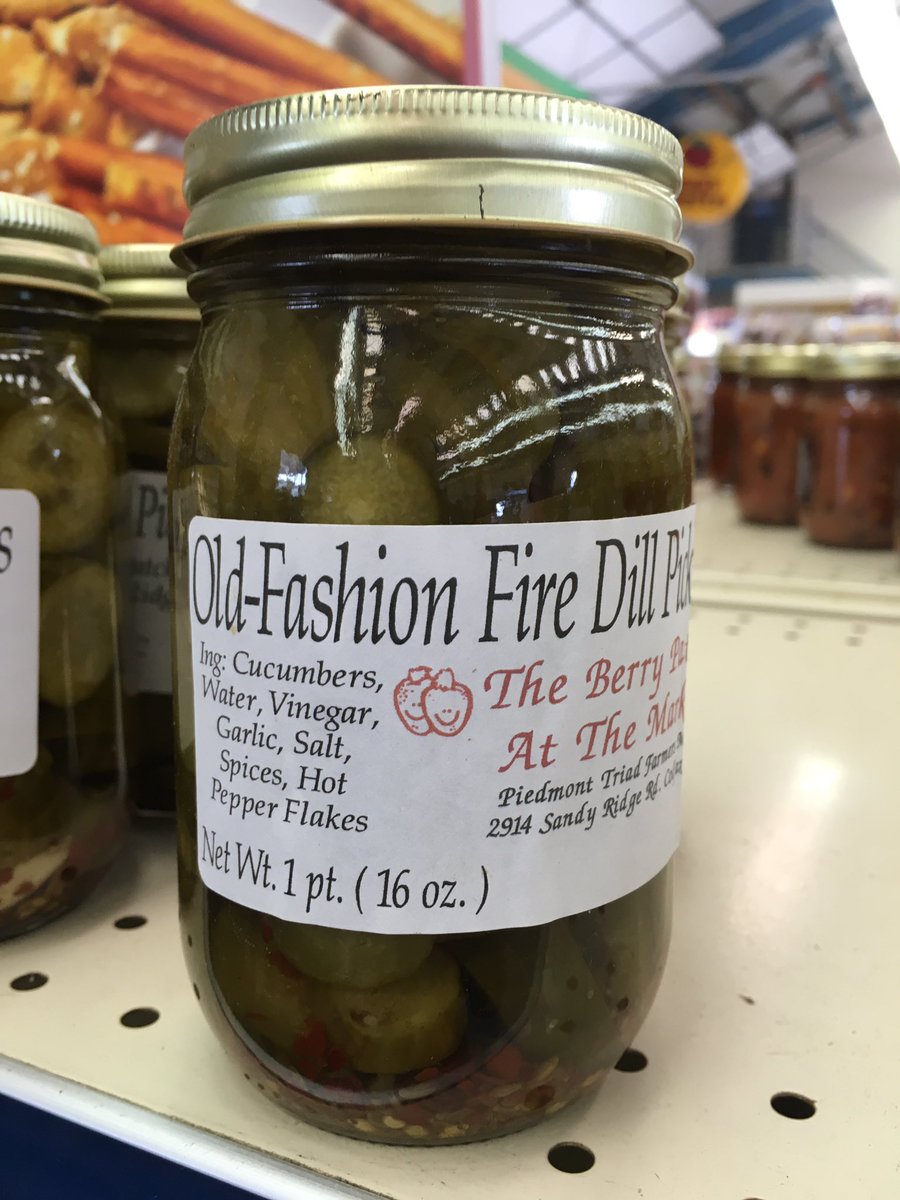 Old-Fashion Fire Dill
Ing: Cucumbers,
Water, Vinegar,
Garlic, Salt,
Spices, Hot
Pepper Flakes
Net Wt. 1 pt. ( 16 oz. )
The Berry
At The
Piedmont Triad
2914 Sandy Ridge Rd.